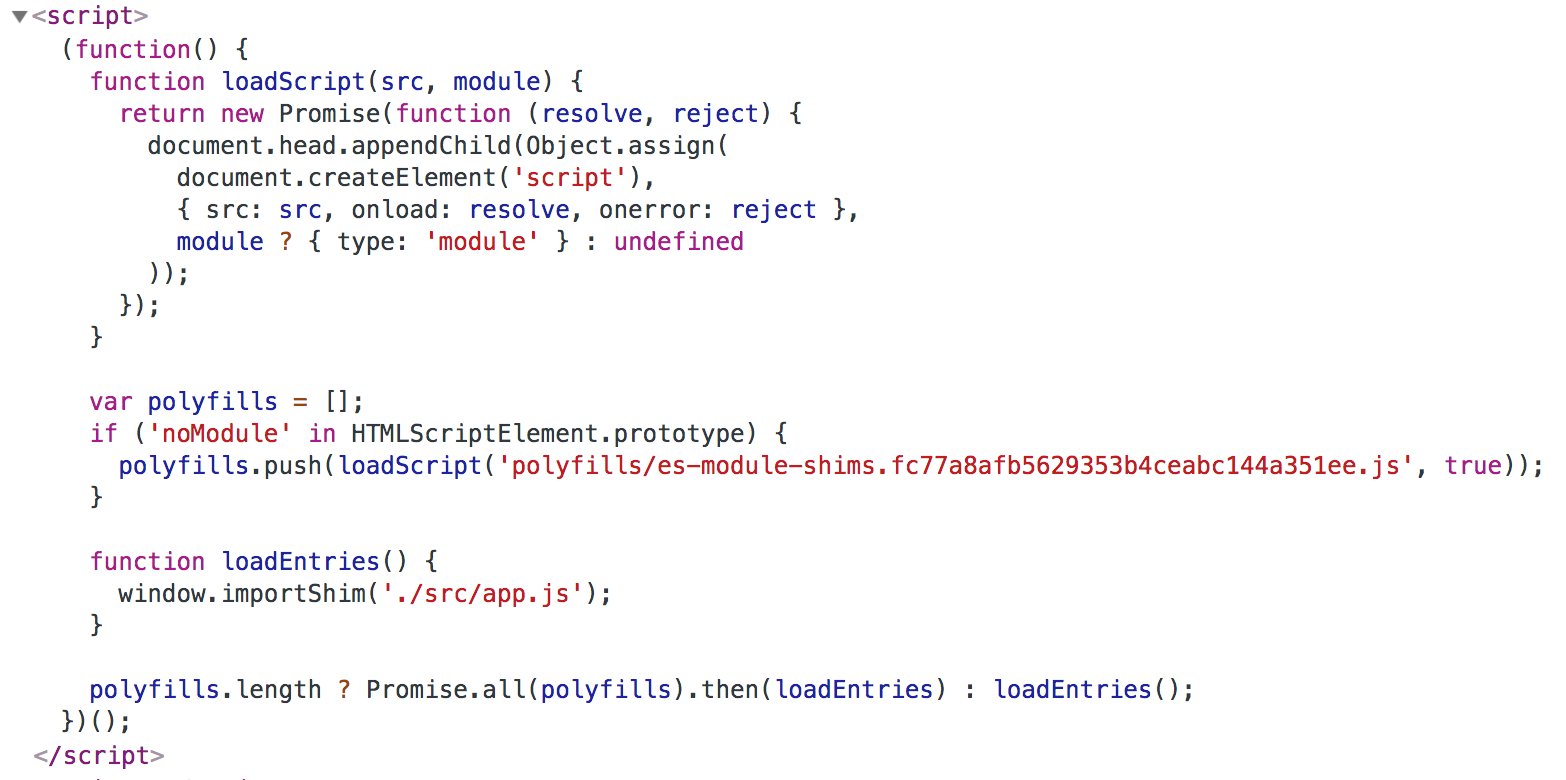 ▼<script>
(function() {
function loadScript(src, module) {
return new Promise(function (resolve, reject) {
document.head.appendChild(Object.assign(
document.createElement('script'),
{ src: src, onload: resolve, onerror: reject },
module ? { type: 'module' } : undefined
));
});
}
var polyfills = [];
if ('noModule' in HTMLScriptElement.prototype) {
polyfills.push(loadScript('polyfills/es-module-shims.fc77a8afb5629353b4ceabc144a351ee.js', true));
}
function loadEntries() {
window.importShim('./src/app.js');
}
polyfills.length ? Promise.all(polyfills).then(loadEntries) : loadEntries();
})();
</script>